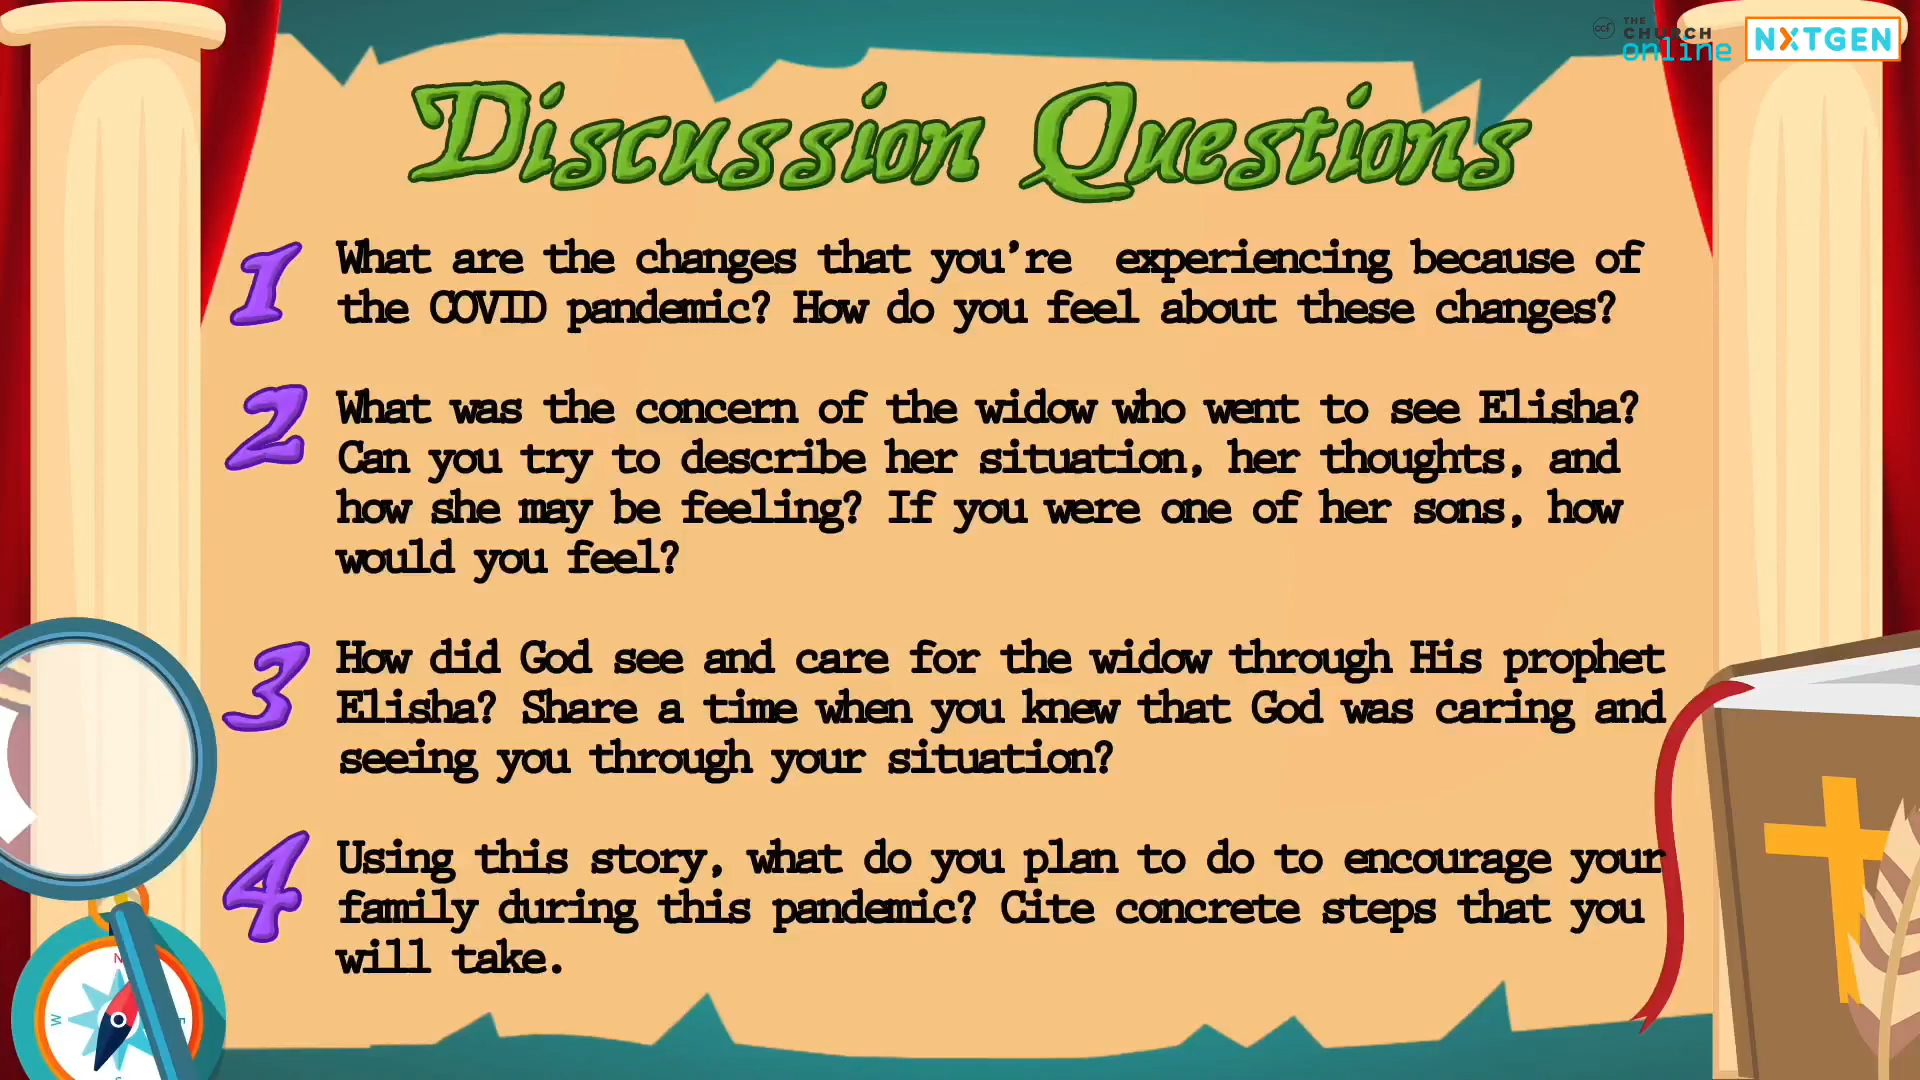 CCF THE
CHURCH
online
NXTGEN
Discussion Questions
1 What are the changes that you're experiencing because of
the COVID pandemic? How do you feel about these changes?
2 What was the concern of the widow who went to see Elisha?
Can you try to describe her situation, her thoughts, and
how she may be feeling? If you were one of her sons, how
would you feel?
3 How did God see and care for the widow through His prophet
Elisha? Share a time when you knew that God was caring and
seeing you through your situation?
4 Using this story, what do you plan to do to encourage your
family during this pandemic? Cite concrete steps that you
will take.
N
W